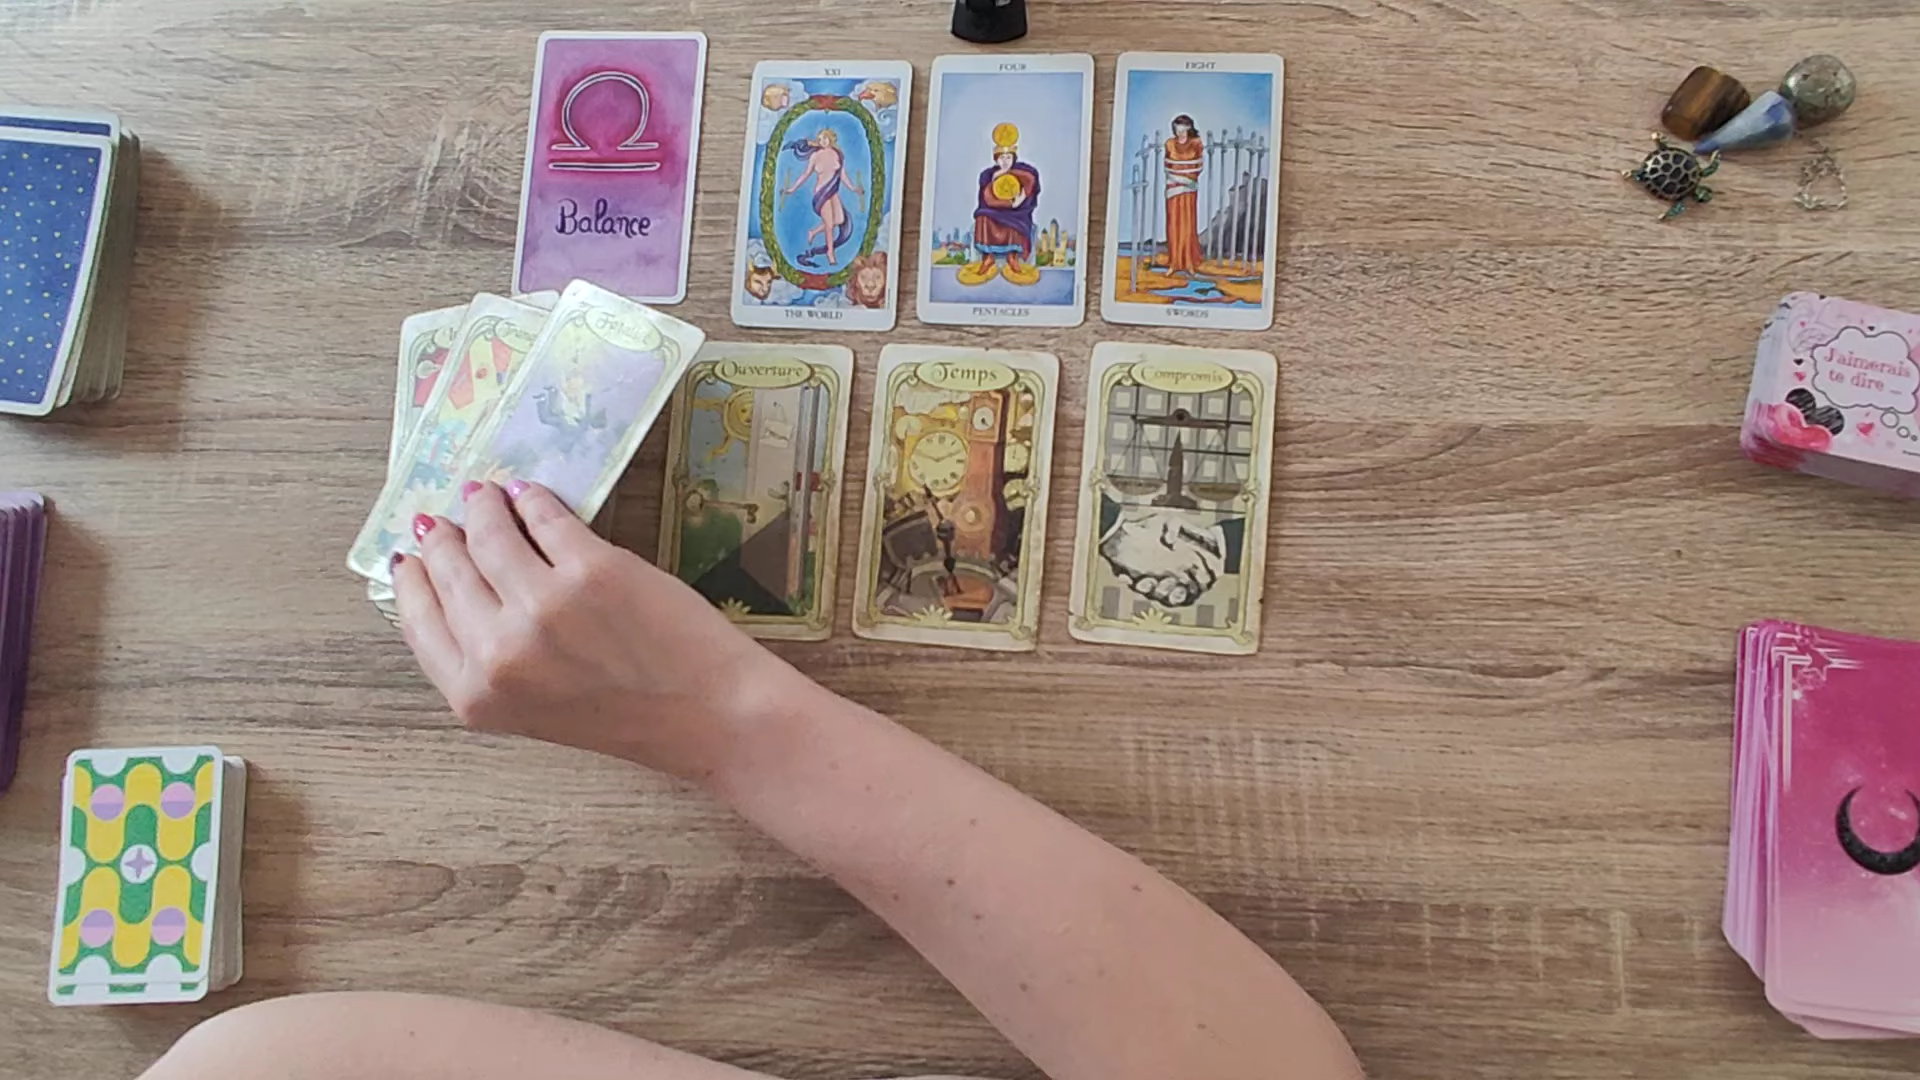 Balance
XXI
THE WORLD
FOUR
PENTACLES
EIGHT
SWORDS
Ouverture
Temps
Compromis
J'aimerais
te dire ...